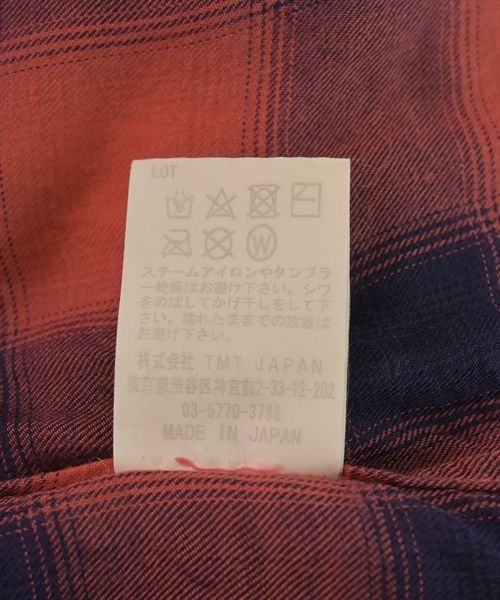 LOT
W
スチームアイロンやタンブラ
ー乾燥はお避け下さい。シワ
をのばしてかげ干しをして下
さい。濡れたままでの放置は
お避け下さい。
株式会社 TMT JAPAN
東京都渋谷区神宮前2-33-12-202
03-5770-3788
MADE IN JAPAN